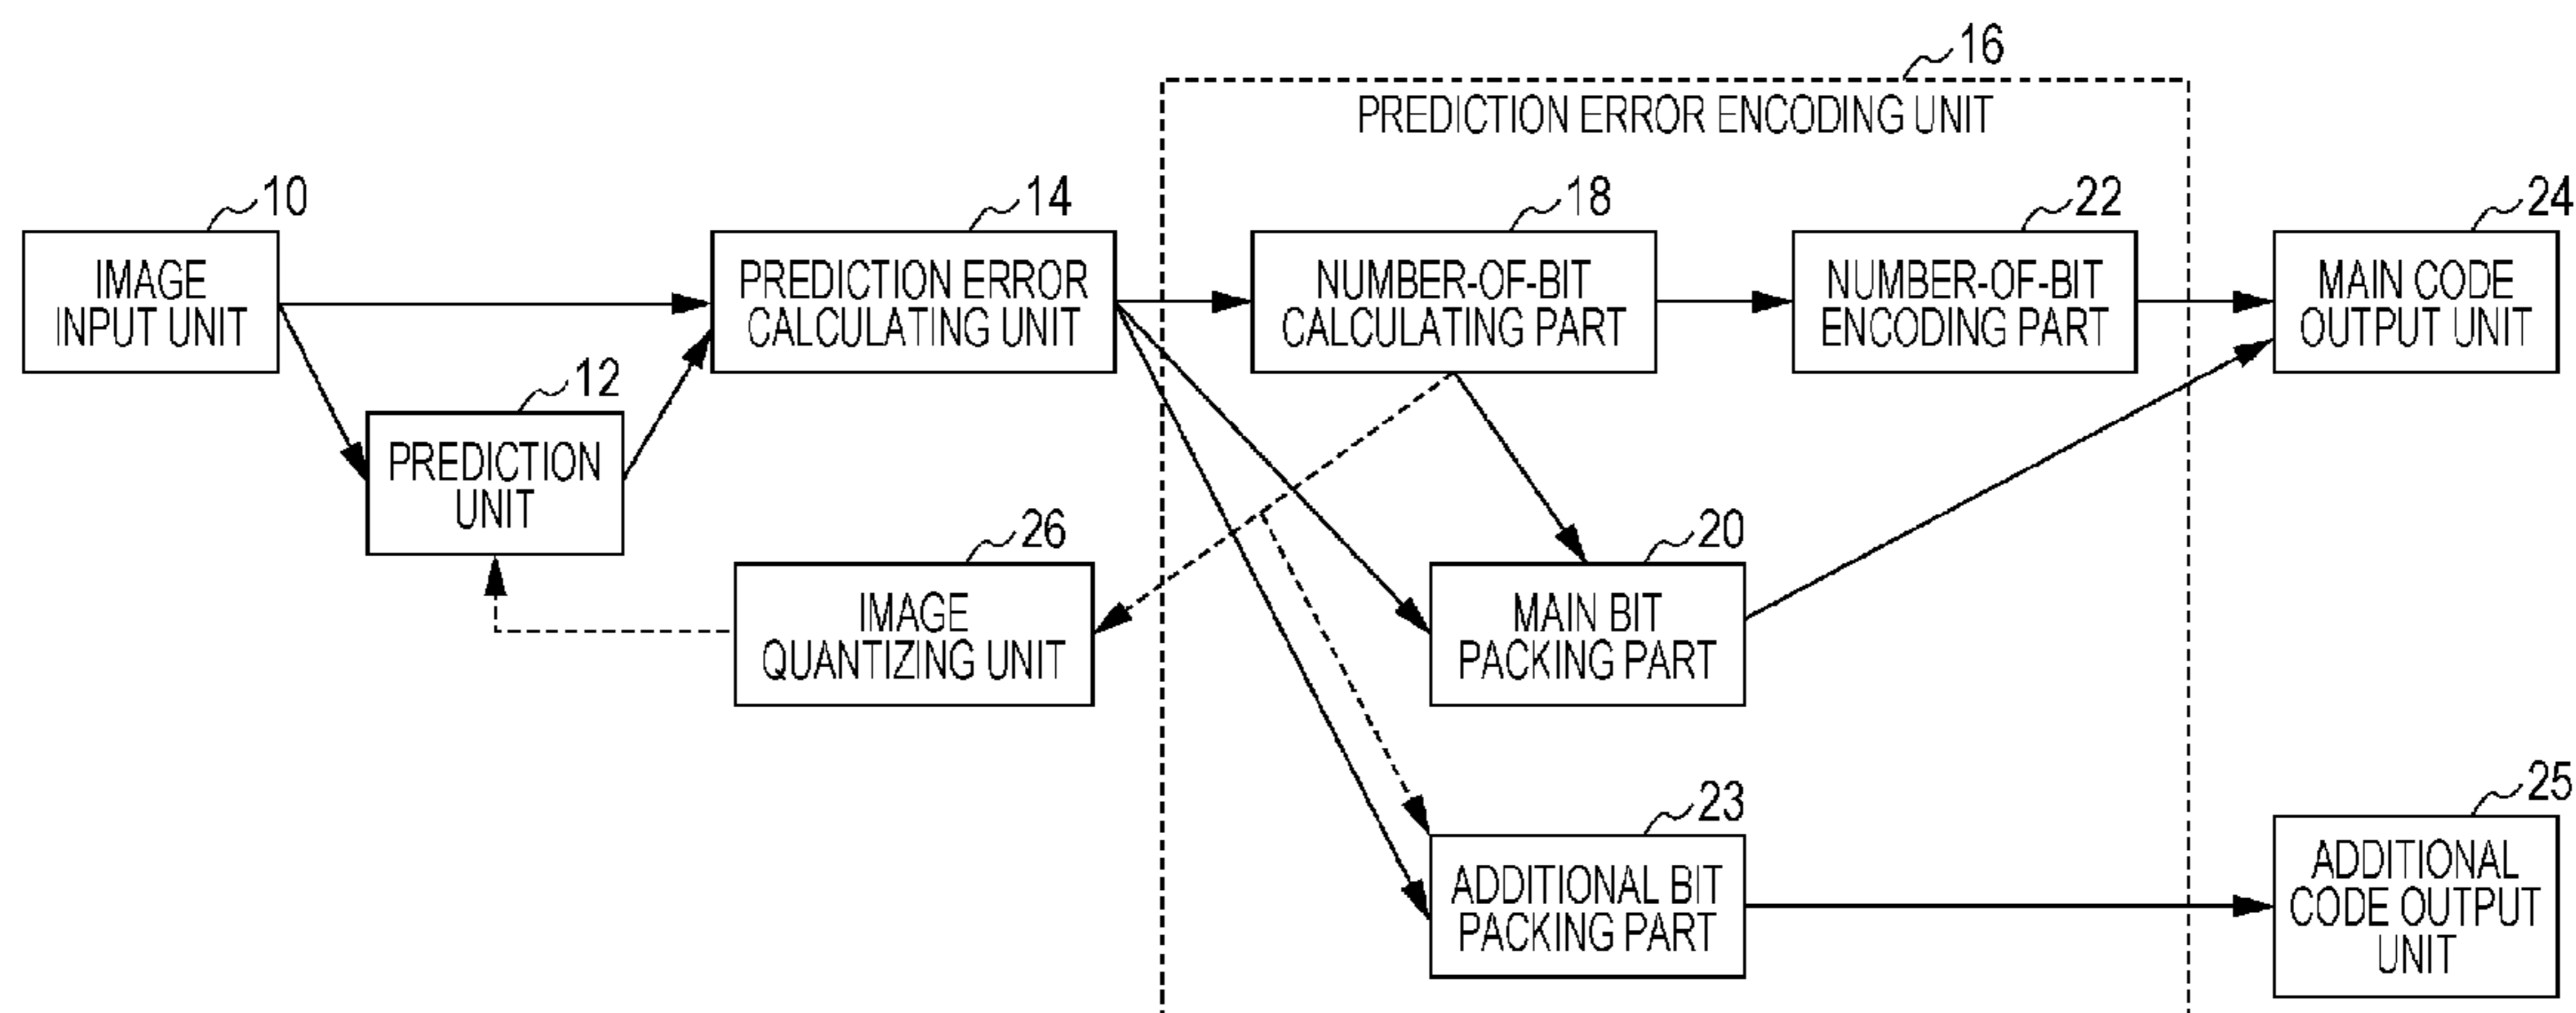 16
PREDICTION ERROR ENCODING UNIT
10
IMAGE
INPUT UNIT
14
PREDICTION ERROR
CALCULATING UNIT
18
NUMBER-OF-BIT
CALCULATING PART
22
NUMBER-OF-BIT
ENCODING PART
24
MAIN CODE
OUTPUT UNIT
12
PREDICTION
UNIT
26
IMAGE
QUANTIZING UNIT
20
MAIN BIT
PACKING PART
23
ADDITIONAL BIT
PACKING PART
25
ADDITIONAL
CODE OUTPUT
UNIT